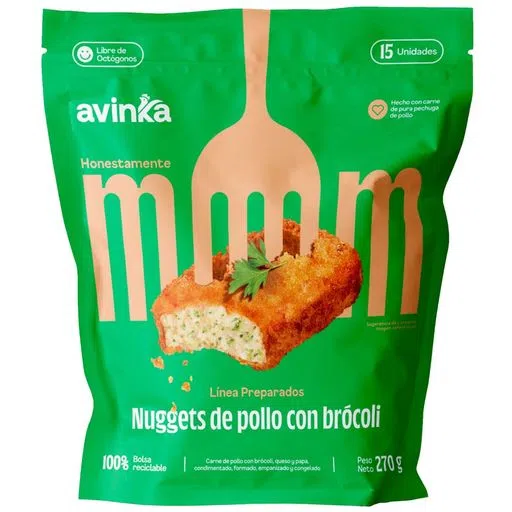 Libre de
Octógonos
15 Unidades
avinka
Hecho con carne
de pura pechuga
de pollo
Honestamente
mmm
Línea Preparados
Nuggets de pollo con brócoli
100% Bolsa
reciclable
Carne de pollo con brócoli, queso y papa,
condimentado, formado, empanizado y congelado
Peso
Neto 270 g